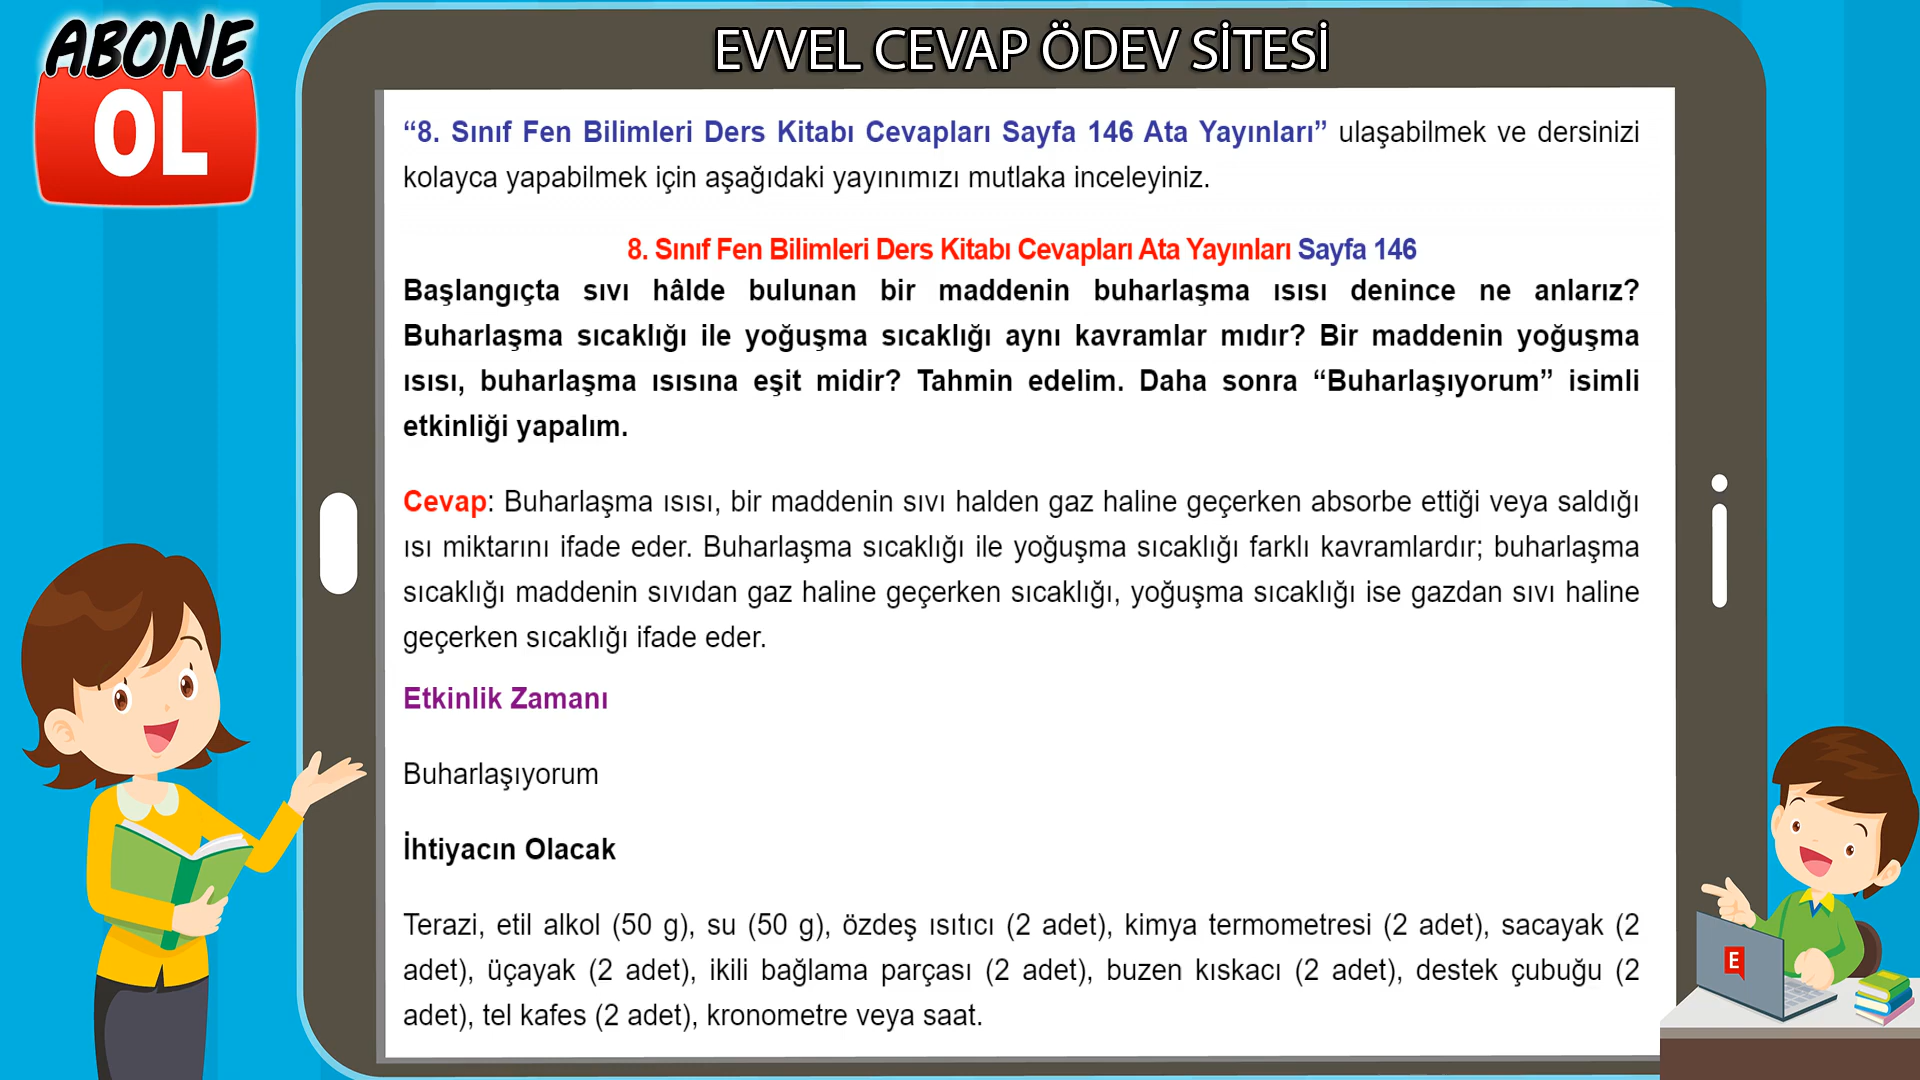 ABONE
OL
EVVEL CEVAP ÖDEV SİTESİ
“8. Sınıf Fen Bilimleri Ders Kitabı Cevapları Sayfa 146 Ata Yayınları” ulaşabilmek ve dersinizi
kolayca yapabilmek için aşağıdaki yayınımızı mutlaka inceleyiniz.
8. Sınıf Fen Bilimleri Ders Kitabı Cevapları Ata Yayınları Sayfa 146
Başlangıçta sıvı hâlde bulunan bir maddenin buharlaşma ısısı denince ne anlarız?
Buharlaşma sıcaklığı ile yoğuşma sıcaklığı aynı kavramlar mıdır? Bir maddenin yoğuşma
ısısı, buharlaşma ısısına eşit midir? Tahmin edelim. Daha sonra “Buharlaşıyorum” isimli
etkinliği yapalım.
Cevap: Buharlaşma ısısı, bir maddenin sıvı halden gaz haline geçerken absorbe ettiği veya saldığı
ısı miktarını ifade eder. Buharlaşma sıcaklığı ile yoğuşma sıcaklığı farklı kavramlardır; buharlaşma
sıcaklığı maddenin sıvıdan gaz haline geçerken sıcaklığı, yoğuşma sıcaklığı ise gazdan sıvı haline
geçerken sıcaklığı ifade eder.
Etkinlik Zamanı
Buharlaşıyorum
İhtiyacın Olacak
Terazi, etil alkol (50 g), su (50 g), özdeş ısıtıcı (2 adet), kimya termometresi (2 adet), sacayak (2
adet), üçayak (2 adet), ikili bağlama parçası (2 adet), buzen kıskacı (2 adet), destek çubuğu (2
adet), tel kafes (2 adet), kronometre veya saat.
E